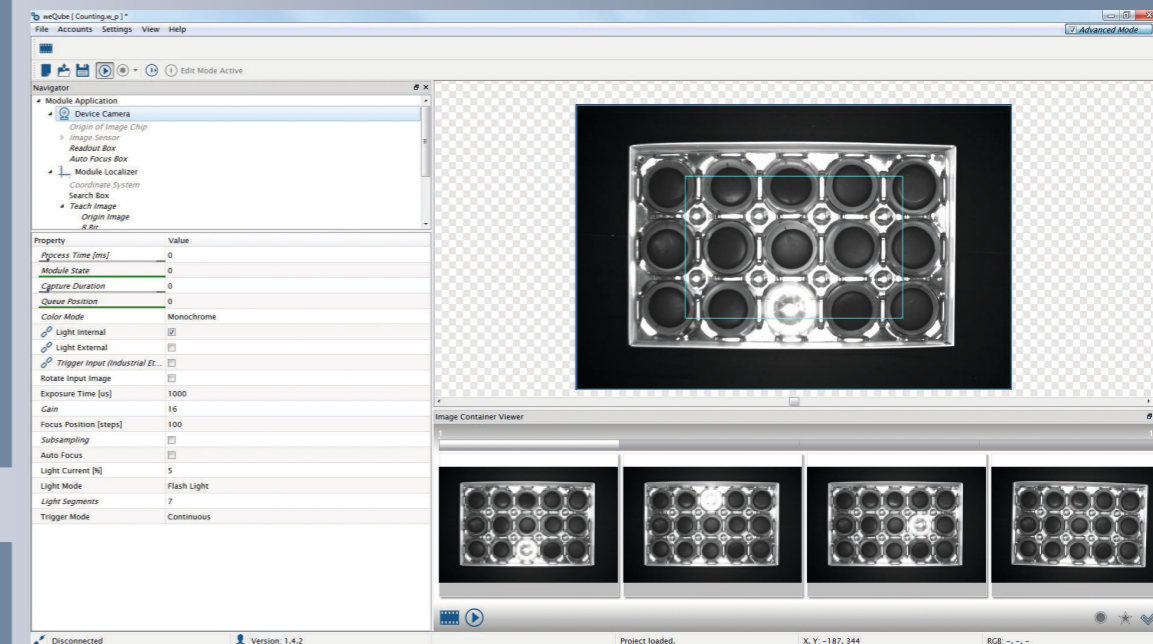 weQube [ Counting.w_p ] *
File Accounts Settings View Help
Advanced Mode
Edit Mode Active
Navigator
Module Application
Device Camera
Origin of Image Chip
Image Sensor
Readout Box
Auto Focus Box
Module Localizer
Coordinate System
Search Box
Teach Image
Origin Image
8 Bit
Property Value
Process Time [ms] 0
Module State 0
Capture Duration 0
Queue Position 0
Color Mode Monochrome
Light Internal
Light External
Trigger Input (Industrial Et...
Rotate Input Image
Exposure Time [us] 1000
Gain 16
Focus Position [steps] 100
Subsampling
Auto Focus
Light Current [%] 5
Light Mode Flash Light
Light Segments 7
Trigger Mode Continuous
Image Container Viewer
1 1
Disconnected Version: 1.4.2 Project loaded. X, Y: -187, 344 RGB: -, -, -